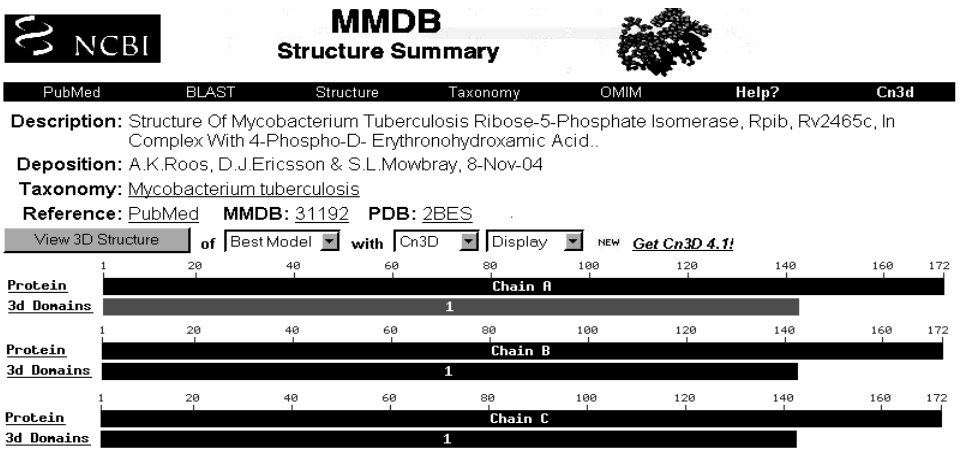 NCBI
MMDB
Structure Summary
PubMed BLAST Structure Taxonomy OMIM Help? Cn3d
Description: Structure Of Mycobacterium Tuberculosis Ribose-5-Phosphate Isomerase, Rpib, Rv2465c, In
Complex With 4-Phospho-D- Erythronohydroxamic Acid..
Deposition: A.K.Roos, D.J.Ericsson & S.L.Mowbray, 8-Nov-04
Taxonomy: Mycobacterium tuberculosis
Reference: PubMed MMDB: 31192 PDB: 2BES
View 3D Structure of Best Model with Cn3D Display NEW Get Cn3D 4.1!
1 20 40 60 80 100 120 140 160 172
Protein Chain A
3d Domains 1
1 20 40 60 80 100 120 140 160 172
Protein Chain B
3d Domains 1
1 20 40 60 80 100 120 140 160 172
Protein Chain C
3d Domains 1